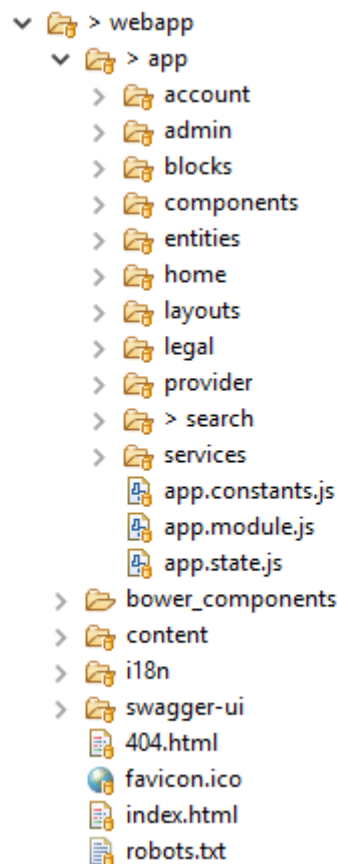 > webapp
> app
account
admin
blocks
components
entities
home
layouts
legal
provider
> search
services
app.constants.js
app.module.js
app.state.js
bower_components
content
i18n
swagger-ui
404.html
favicon.ico
index.html
robots.txt